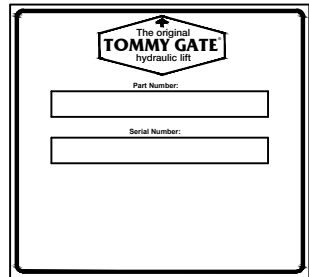 The original
TOMMY GATE®
hydraulic lift
Part Number:
Serial Number: